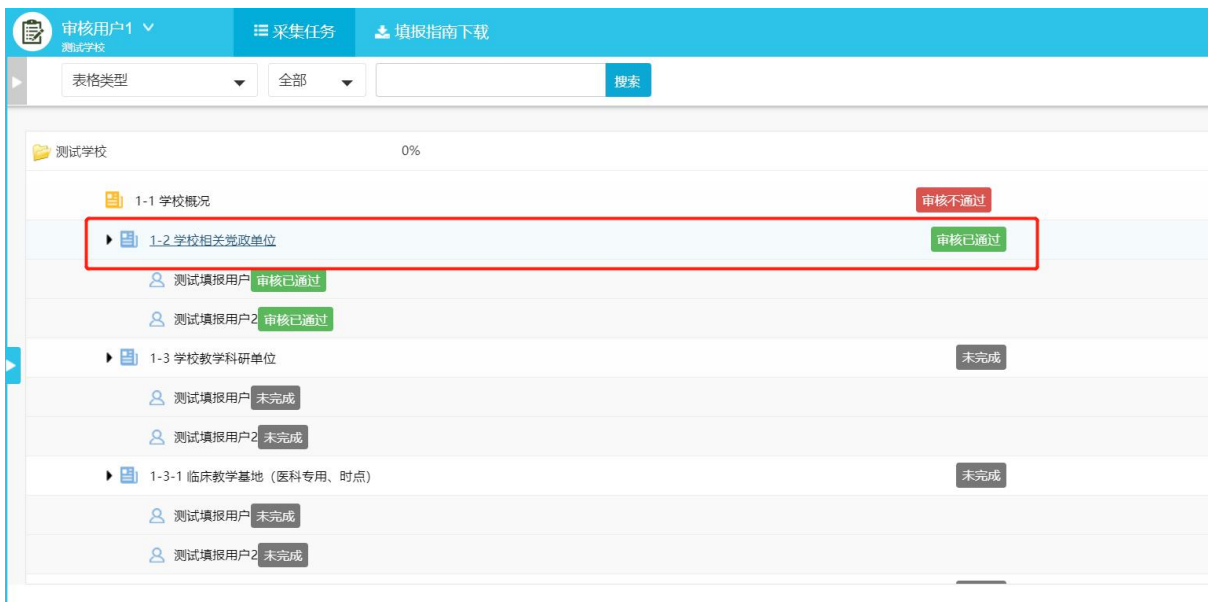 审核用户1
测试学校
采集任务
填报指南下载
表格类型
全部
搜索
测试学校 0%
1-1 学校概况 审核不通过
1-2 学校相关党政单位 审核已通过
测试填报用户 审核已通过
测试填报用户2 审核已通过
1-3 学校教学科研单位 未完成
测试填报用户 未完成
测试填报用户2 未完成
1-3-1 临床教学基地（医科专用、时点） 未完成
测试填报用户 未完成
测试填报用户2 未完成